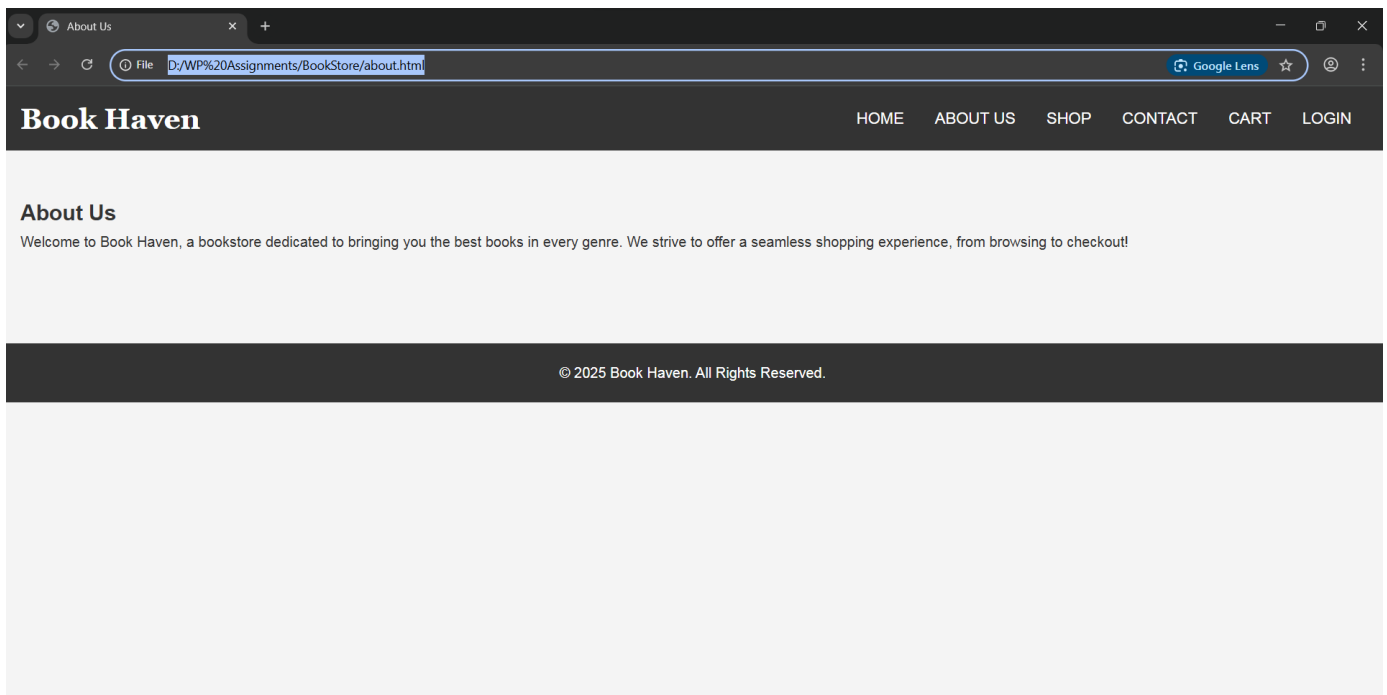 About Us
File D:/WP%20Assignments/BookStore/about.html Google Lens
Book Haven HOME ABOUT US SHOP CONTACT CART LOGIN
About Us
Welcome to Book Haven, a bookstore dedicated to bringing you the best books in every genre. We strive to offer a seamless shopping experience, from browsing to checkout!
© 2025 Book Haven. All Rights Reserved.